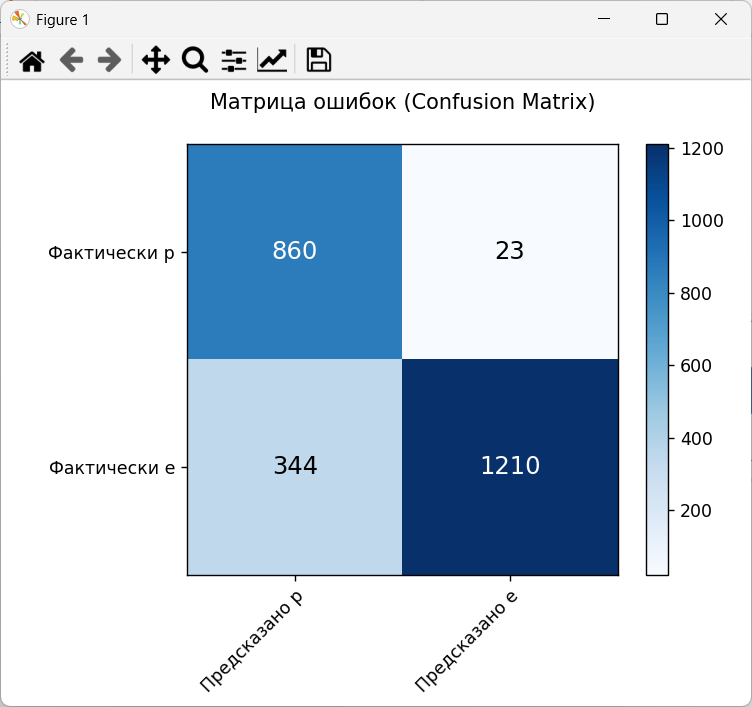 Figure 1
Матрица ошибок (Confusion Matrix)
Фактически p
860
23
Фактически e
344
1210
Предсказано p
Предсказано e
1200
1000
800
600
400
200